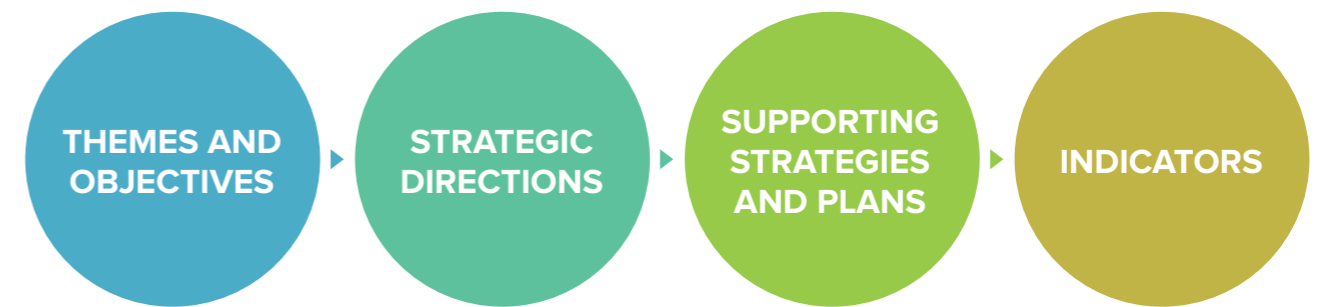 THEMES AND
OBJECTIVES
STRATEGIC
DIRECTIONS
SUPPORTING
STRATEGIES
AND PLANS
INDICATORS